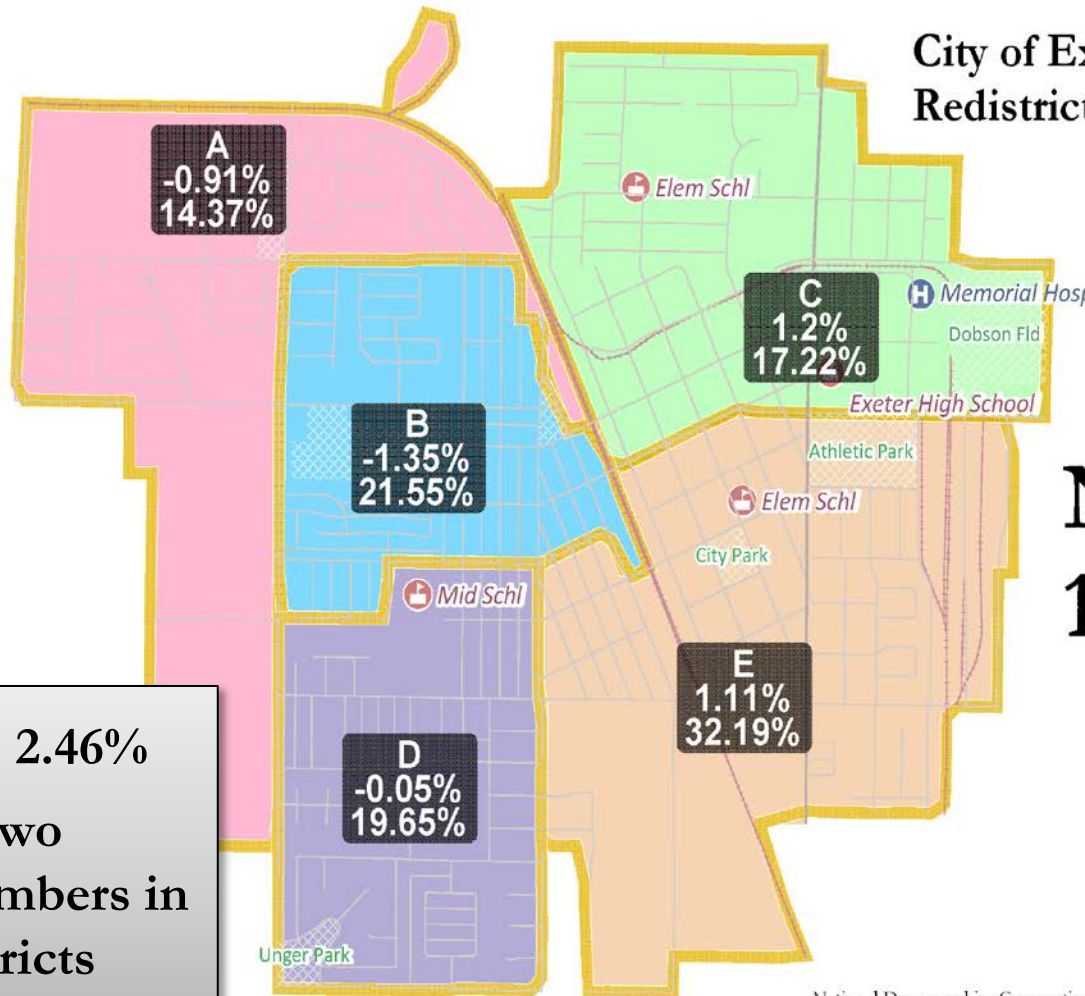 City of Ex
Redistrict
A
-0.91%
14.37%
Elem Schl
C
1.2%
17.22%
Memorial Hosp
Dobson Fld
Exeter High School
B
-1.35%
21.55%
Athletic Park
Elem Schl
City Park
N
1
Mid Schl
E
1.11%
32.19%
D
-0.05%
19.65%
2.46%
wo
mbers in
ricts
Unger Park